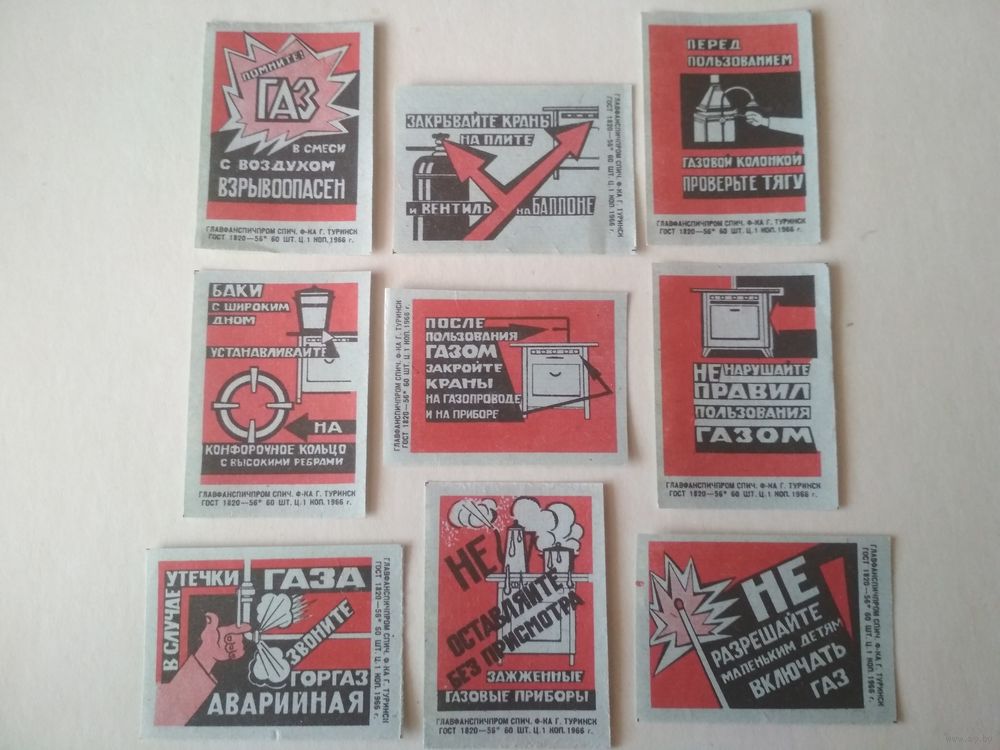 ПОМНИТЕ!
ГАЗ
В СМЕСИ
С ВОЗДУХОМ
ВЗРЫВООПАСЕН
ГЛАВФАНСПИЧПРОМ СПИЧ. Ф-КА Г. ТУРИНСК
ГОСТ 1820—56* 60 ШТ. Ц. 1 КОП. 1966 г.
ЗАКРЫВАЙТЕ КРАНЫ
НА ПЛИТЕ
И ВЕНТИЛЬ НА БАЛЛОНЕ
ГЛАВФАНСПИЧПРОМ СПИЧ. Ф-КА Г. ТУРИНСК
ГОСТ 1820—56* 60 ШТ. Ц. 1 КОП. 1966 г.
ПЕРЕД
ПОЛЬЗОВАНИЕМ
ГАЗОВОЙ КОЛОНКОЙ
ПРОВЕРЬТЕ ТЯГУ
ГЛАВФАНСПИЧПРОМ СПИЧ. Ф-КА Г. ТУРИНСК
ГОСТ 1820—56* 60 ШТ. Ц. 1 КОП. 1966 г.
БАКИ
С ШИРОКИМ
ДНОМ
УСТАНАВЛИВАЙТЕ
НА
КОНФОРОЧНОЕ КОЛЬЦО
С ВЫСОКИМИ РЕБРАМИ
ГЛАВФАНСПИЧПРОМ СПИЧ. Ф-КА Г. ТУРИНСК
ГОСТ 1820—56* 60 ШТ. Ц. 1 КОП. 1966 г.
ПОСЛЕ
ПОЛЬЗОВАНИЯ
ГАЗОМ
ЗАКРОЙТЕ
КРАНЫ
НА ГАЗОПРОВОДЕ
И НА ПРИБОРЕ
ГЛАВФАНСПИЧПРОМ СПИЧ. Ф-КА Г. ТУРИНСК
ГОСТ 1820—56* 60 ШТ. Ц. 1 КОП. 1966 г.
НЕ НАРУШАЙТЕ
ПРАВИЛ
ПОЛЬЗОВАНИЯ
ГАЗОМ
ГЛАВФАНСПИЧПРОМ СПИЧ. Ф-КА Г. ТУРИНСК
ГОСТ 1820—56* 60 ШТ. Ц. 1 КОП. 1966 г.
В СЛУЧАЕ
УТЕЧКИ ГАЗА
ЗВОНИТЕ
ГОРГАЗ
АВАРИЙНАЯ
ГЛАВФАНСПИЧПРОМ СПИЧ. Ф-КА Г. ТУРИНСК
ГОСТ 1820—56* 60 ШТ. Ц. 1 КОП. 1966 г.
НЕ
ОСТАВЛЯЙТЕ
БЕЗ ПРИСМОТРА
ЗАЖЖЕННЫЕ
ГАЗОВЫЕ ПРИБОРЫ
ГЛАВФАНСПИЧПРОМ СПИЧ. Ф-КА Г. ТУРИНСК
ГОСТ 1820—56* 60 ШТ. Ц. 1 КОП. 1966 г.
НЕ
РАЗРЕШАЙТЕ
МАЛЕНЬКИМ ДЕТЯМ
ВКЛЮЧАТЬ
ГАЗ
ГЛАВФАНСПИЧПРОМ СПИЧ. Ф-КА Г. ТУРИНСК
ГОСТ 1820—56* 60 ШТ. Ц. 1 КОП. 1966 г.